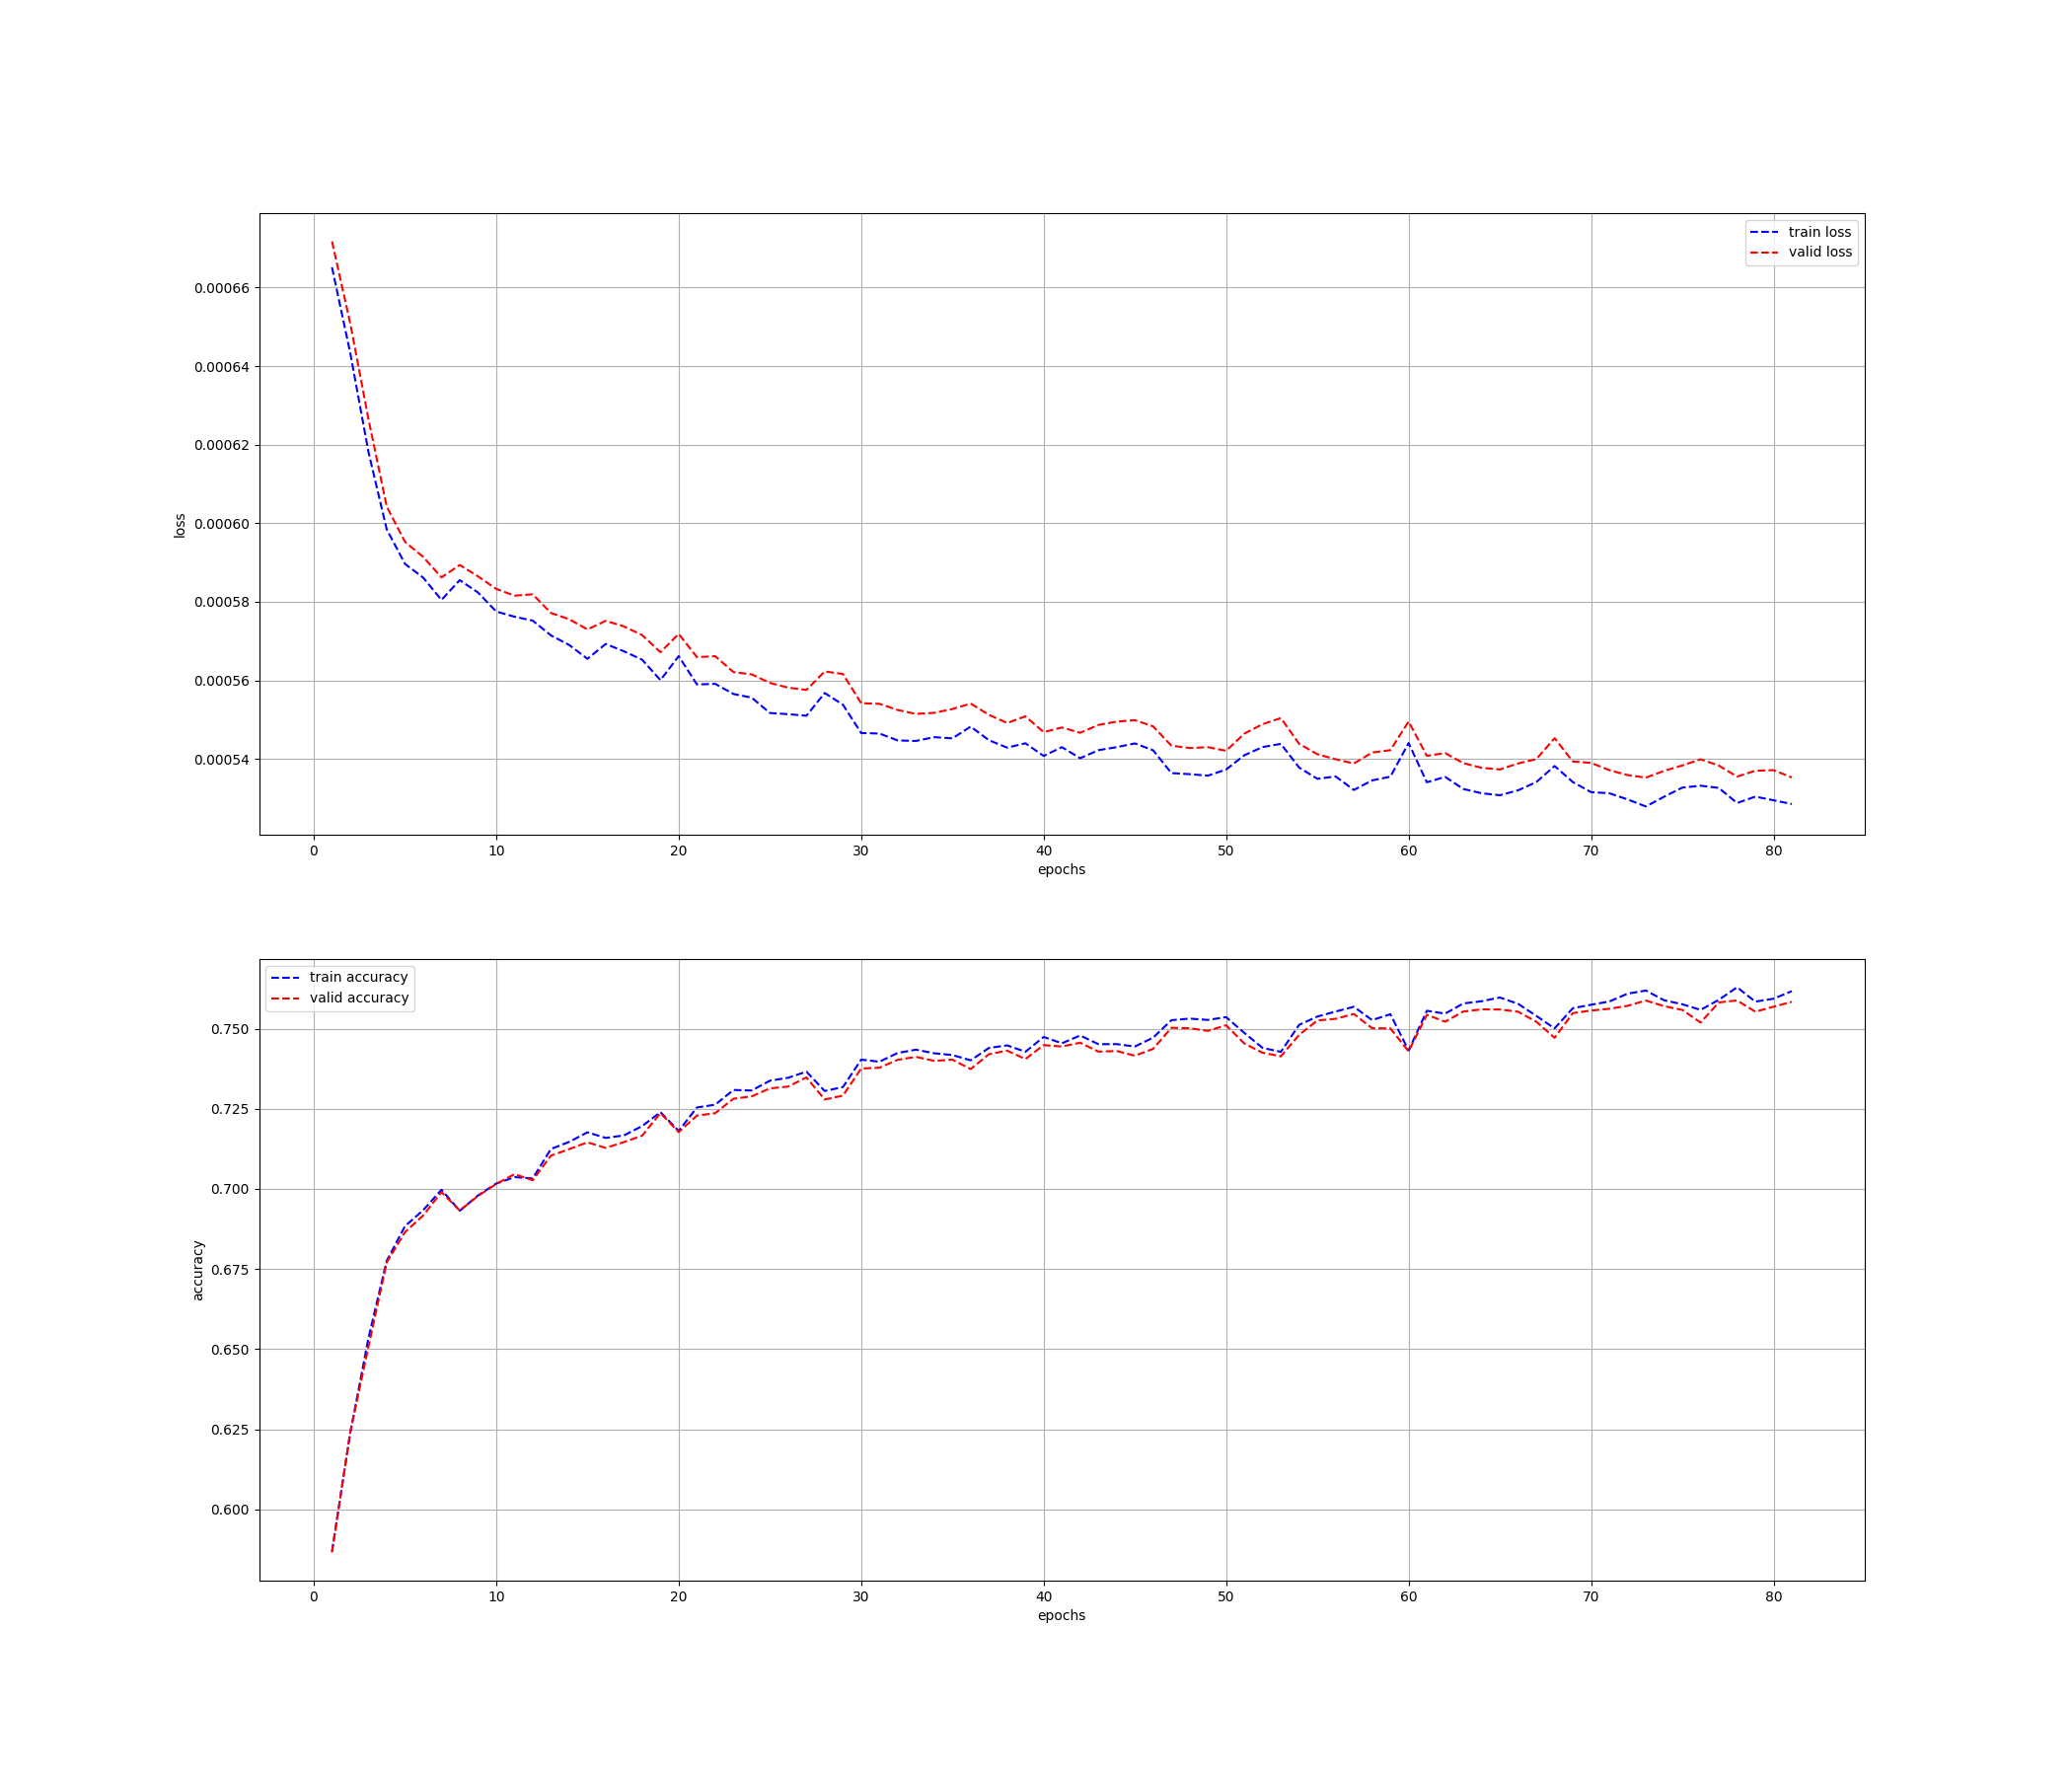 train loss
valid loss
0.00066
0.00064
0.00062
0.00060
0.00058
0.00056
0.00054
loss
0 10 20 30 40 50 60 70 80
epochs
train accuracy
valid accuracy
0.750
0.725
0.700
0.675
0.650
0.625
0.600
accuracy
0 10 20 30 40 50 60 70 80
epochs